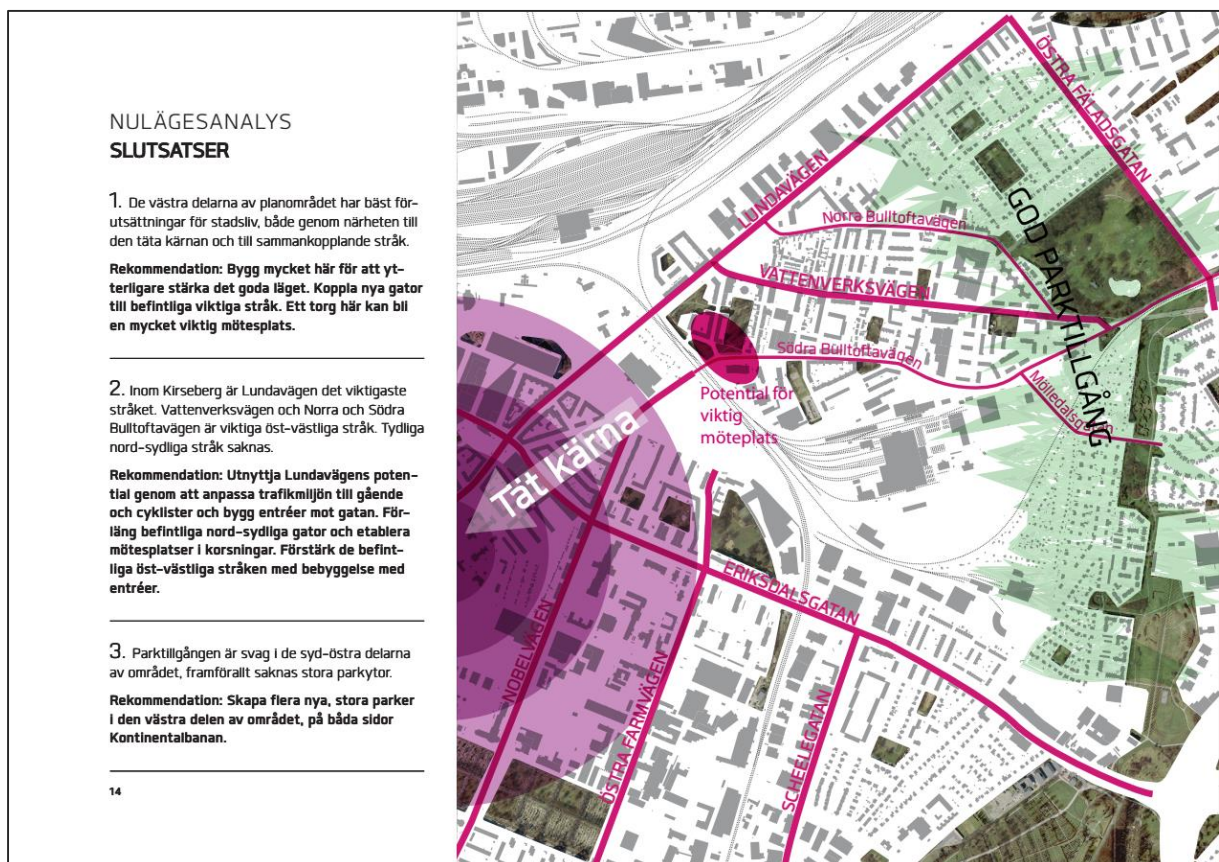 NULÄGESANALYS
SLUTSATSER
1. De västra delarna av planområdet har bäst för-
utsättningar för stadsliv, både genom närheten till
den täta kärnan och till sammankopplande stråk.
Rekommendation: Bygg mycket här för att yt-
terligare stärka det goda läget. Koppla nya gator
till befintliga viktiga stråk. Ett torg här kan bli
en mycket viktig mötesplats.
2. Inom Kirseberg är Lundavägen det viktigaste
stråket. Vattenverksvägen och Norra och Södra
Bulltoftavägen är viktiga öst-västliga stråk. Tydliga
nord-sydliga stråk saknas.
Rekommendation: Utnyttja Lundavägens poten-
tial genom att anpassa trafikmiljön till gående
och cyklister och bygg entréer mot gatan. För-
läng befintliga nord-sydliga gator och etablera
mötesplatser i korsningar. Förstärk de befint-
liga öst-västliga stråken med bebyggelse med
entréer.
3. Parktillgången är svag i de syd-östra delarna
av området, framförallt saknas stora parkytor.
Rekommendation: Skapa flera nya, stora parker
i den västra delen av området, på båda sidor
Kontinentalbanan.
14
ÖSTRA FÄLADSGATAN
LUNDAVÄGEN
Norra Bulltoftavägen
GOD PARKTILLGÅNG
VATTENVERKSVÄGEN
Södra Bulltoftavägen
Potential för
viktig
möteplats
Tät kärna
ERIKSDALSGATAN
NOBELVÄGEN
ÖSTRA FARMVÄGEN
SCHEELEGATAN